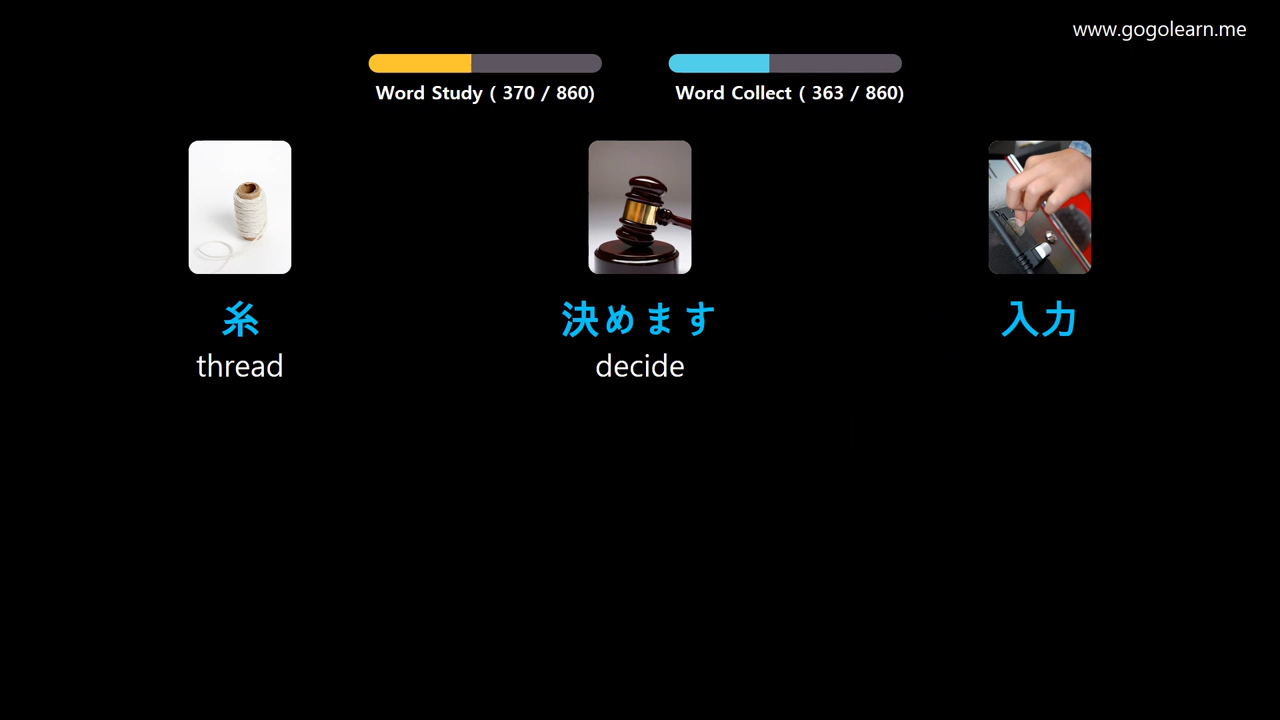 www.gogolearn.me
Word Study ( 370 / 860)
Word Collect ( 363 / 860)
糸
thread
決めます
decide
入力